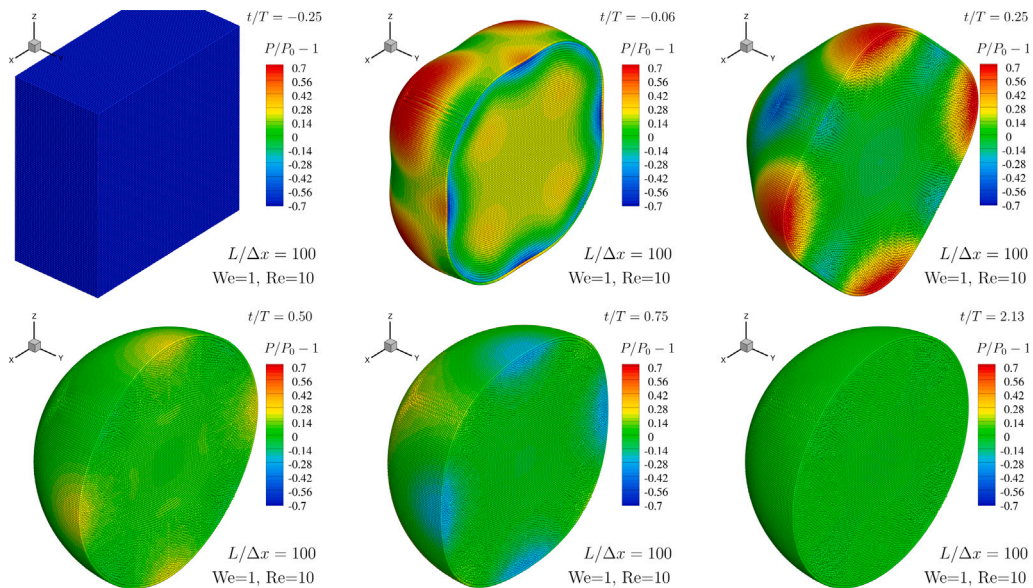 t/T = −0.25
Z
X
Y
P/P₀ − 1
0.7
0.56
0.42
0.28
0.14
0
-0.14
-0.28
-0.42
-0.56
-0.7
L/Δx = 100
We=1, Re=10
t/T = −0.06
Z
X
Y
P/P₀ − 1
0.7
0.56
0.42
0.28
0.14
0
-0.14
-0.28
-0.42
-0.56
-0.7
L/Δx = 100
We=1, Re=10
t/T = 0.25
Z
X
Y
P/P₀ − 1
0.7
0.56
0.42
0.28
0.14
0
-0.14
-0.28
-0.42
-0.56
-0.7
L/Δx = 100
We=1, Re=10
t/T = 0.50
Z
X
Y
P/P₀ − 1
0.7
0.56
0.42
0.28
0.14
0
-0.14
-0.28
-0.42
-0.56
-0.7
L/Δx = 100
We=1, Re=10
t/T = 0.75
Z
X
Y
P/P₀ − 1
0.7
0.56
0.42
0.28
0.14
0
-0.14
-0.28
-0.42
-0.56
-0.7
L/Δx = 100
We=1, Re=10
t/T = 2.13
Z
X
Y
P/P₀ − 1
0.7
0.56
0.42
0.28
0.14
0
-0.14
-0.28
-0.42
-0.56
-0.7
L/Δx = 100
We=1, Re=10